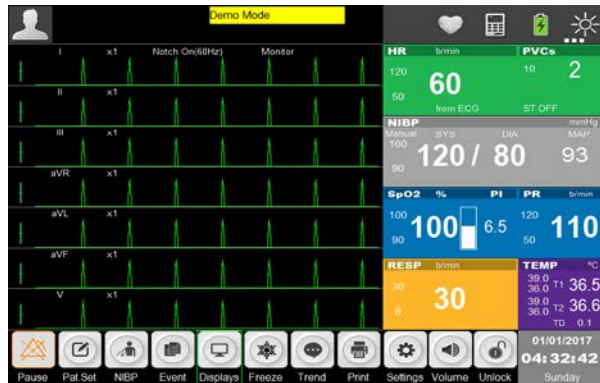 Demo Mode
I x1 Notch On(60Hz) Monitor
II x1
III x1
aVR x1
aVL x1
aVF x1
V x1
HR b/min
120
50
60
from ECG
PVCs
10
2
ST OFF
NIBP mmHg
Manual SYS DIA MAP
160
90
120 / 80 93
SpO2 % PI
100
90
100 6.5
PR b/min
120
50
110
RESP b/min
30
8
30
TEMP °C
39.0
36.0 T1 36.5
39.0
36.0 T2 36.6
TD 0.1
Pause Pat.Set NIBP Event Displays Freeze Trend Print Settings Volume Unlock
01/01/2017
04:32:42
Sunday